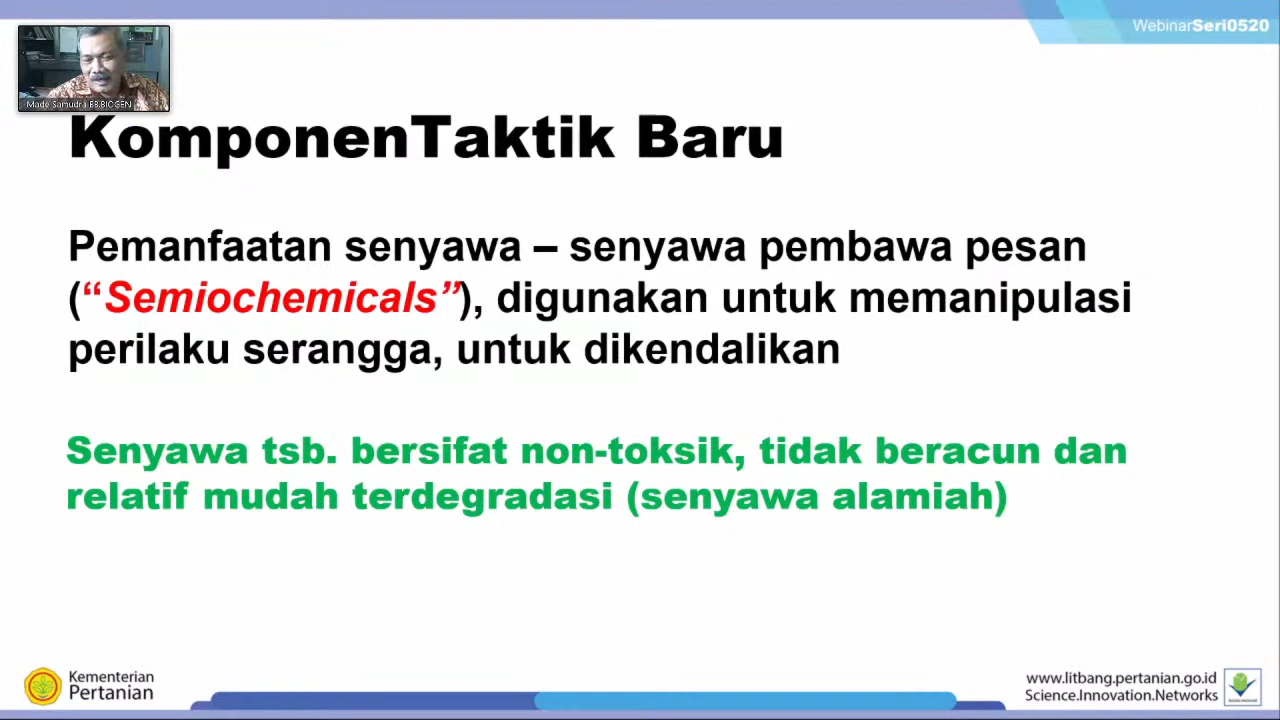 WebinarSeri0520
Made Samudra BB.BIOGEN
KomponenTaktik Baru
Pemanfaatan senyawa – senyawa pembawa pesan
(“Semiochemicals”), digunakan untuk memanipulasi
perilaku serangga, untuk dikendalikan
Senyawa tsb. bersifat non-toksik, tidak beracun dan
relatif mudah terdegradasi (senyawa alamiah)
Kementerian
Pertanian
www.litbang.pertanian.go.id
Science.Innovation.Networks